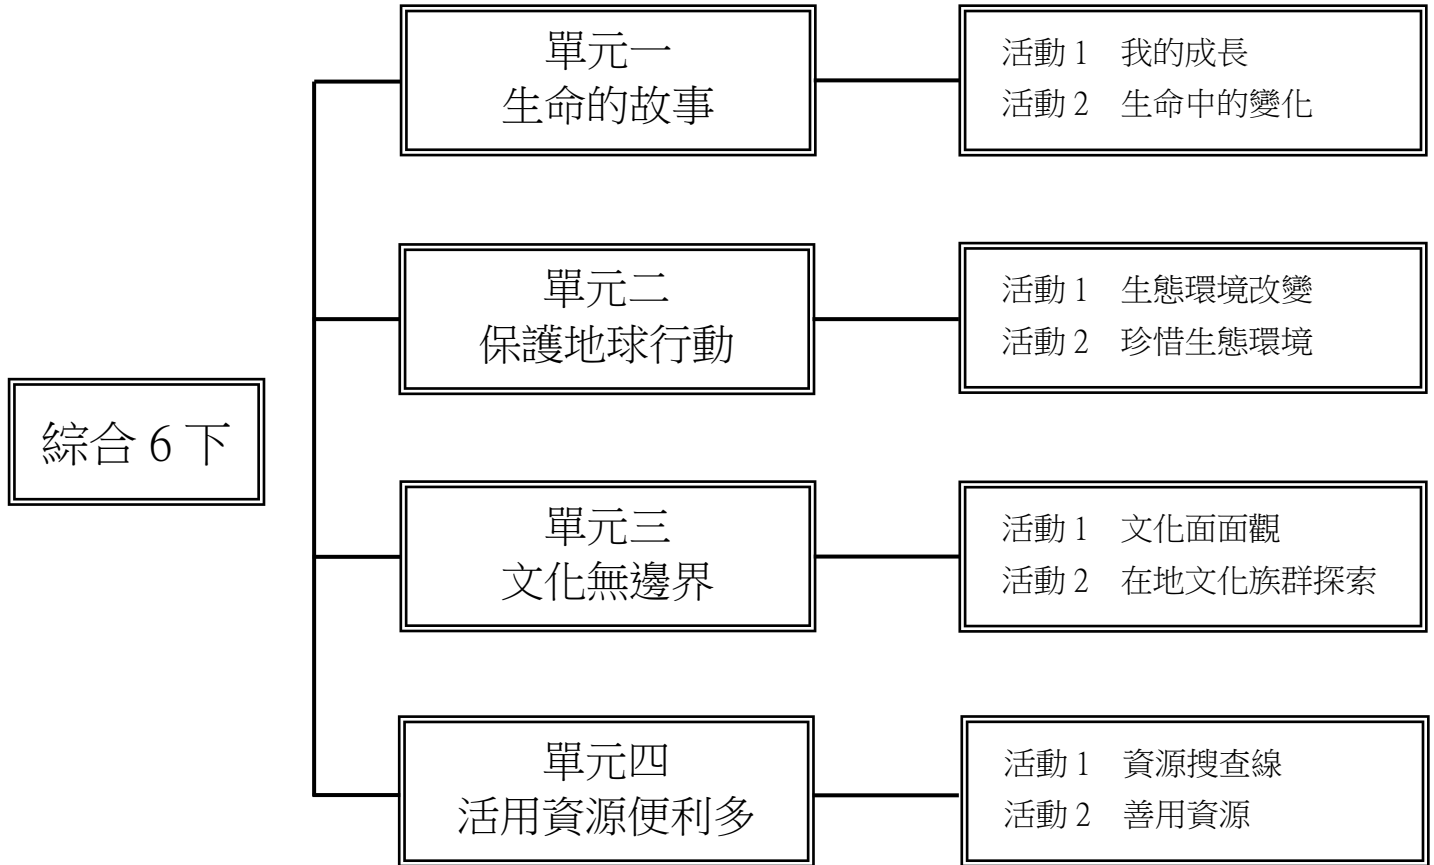 單元一
生命的故事
活動 1　我的成長
活動 2　生命中的變化
單元二
保護地球行動
活動 1　生態環境改變
活動 2　珍惜生態環境
綜合 6 下
單元三
文化無邊界
活動 1　文化面面觀
活動 2　在地文化族群探索
單元四
活用資源便利多
活動 1　資源搜查線
活動 2　善用資源